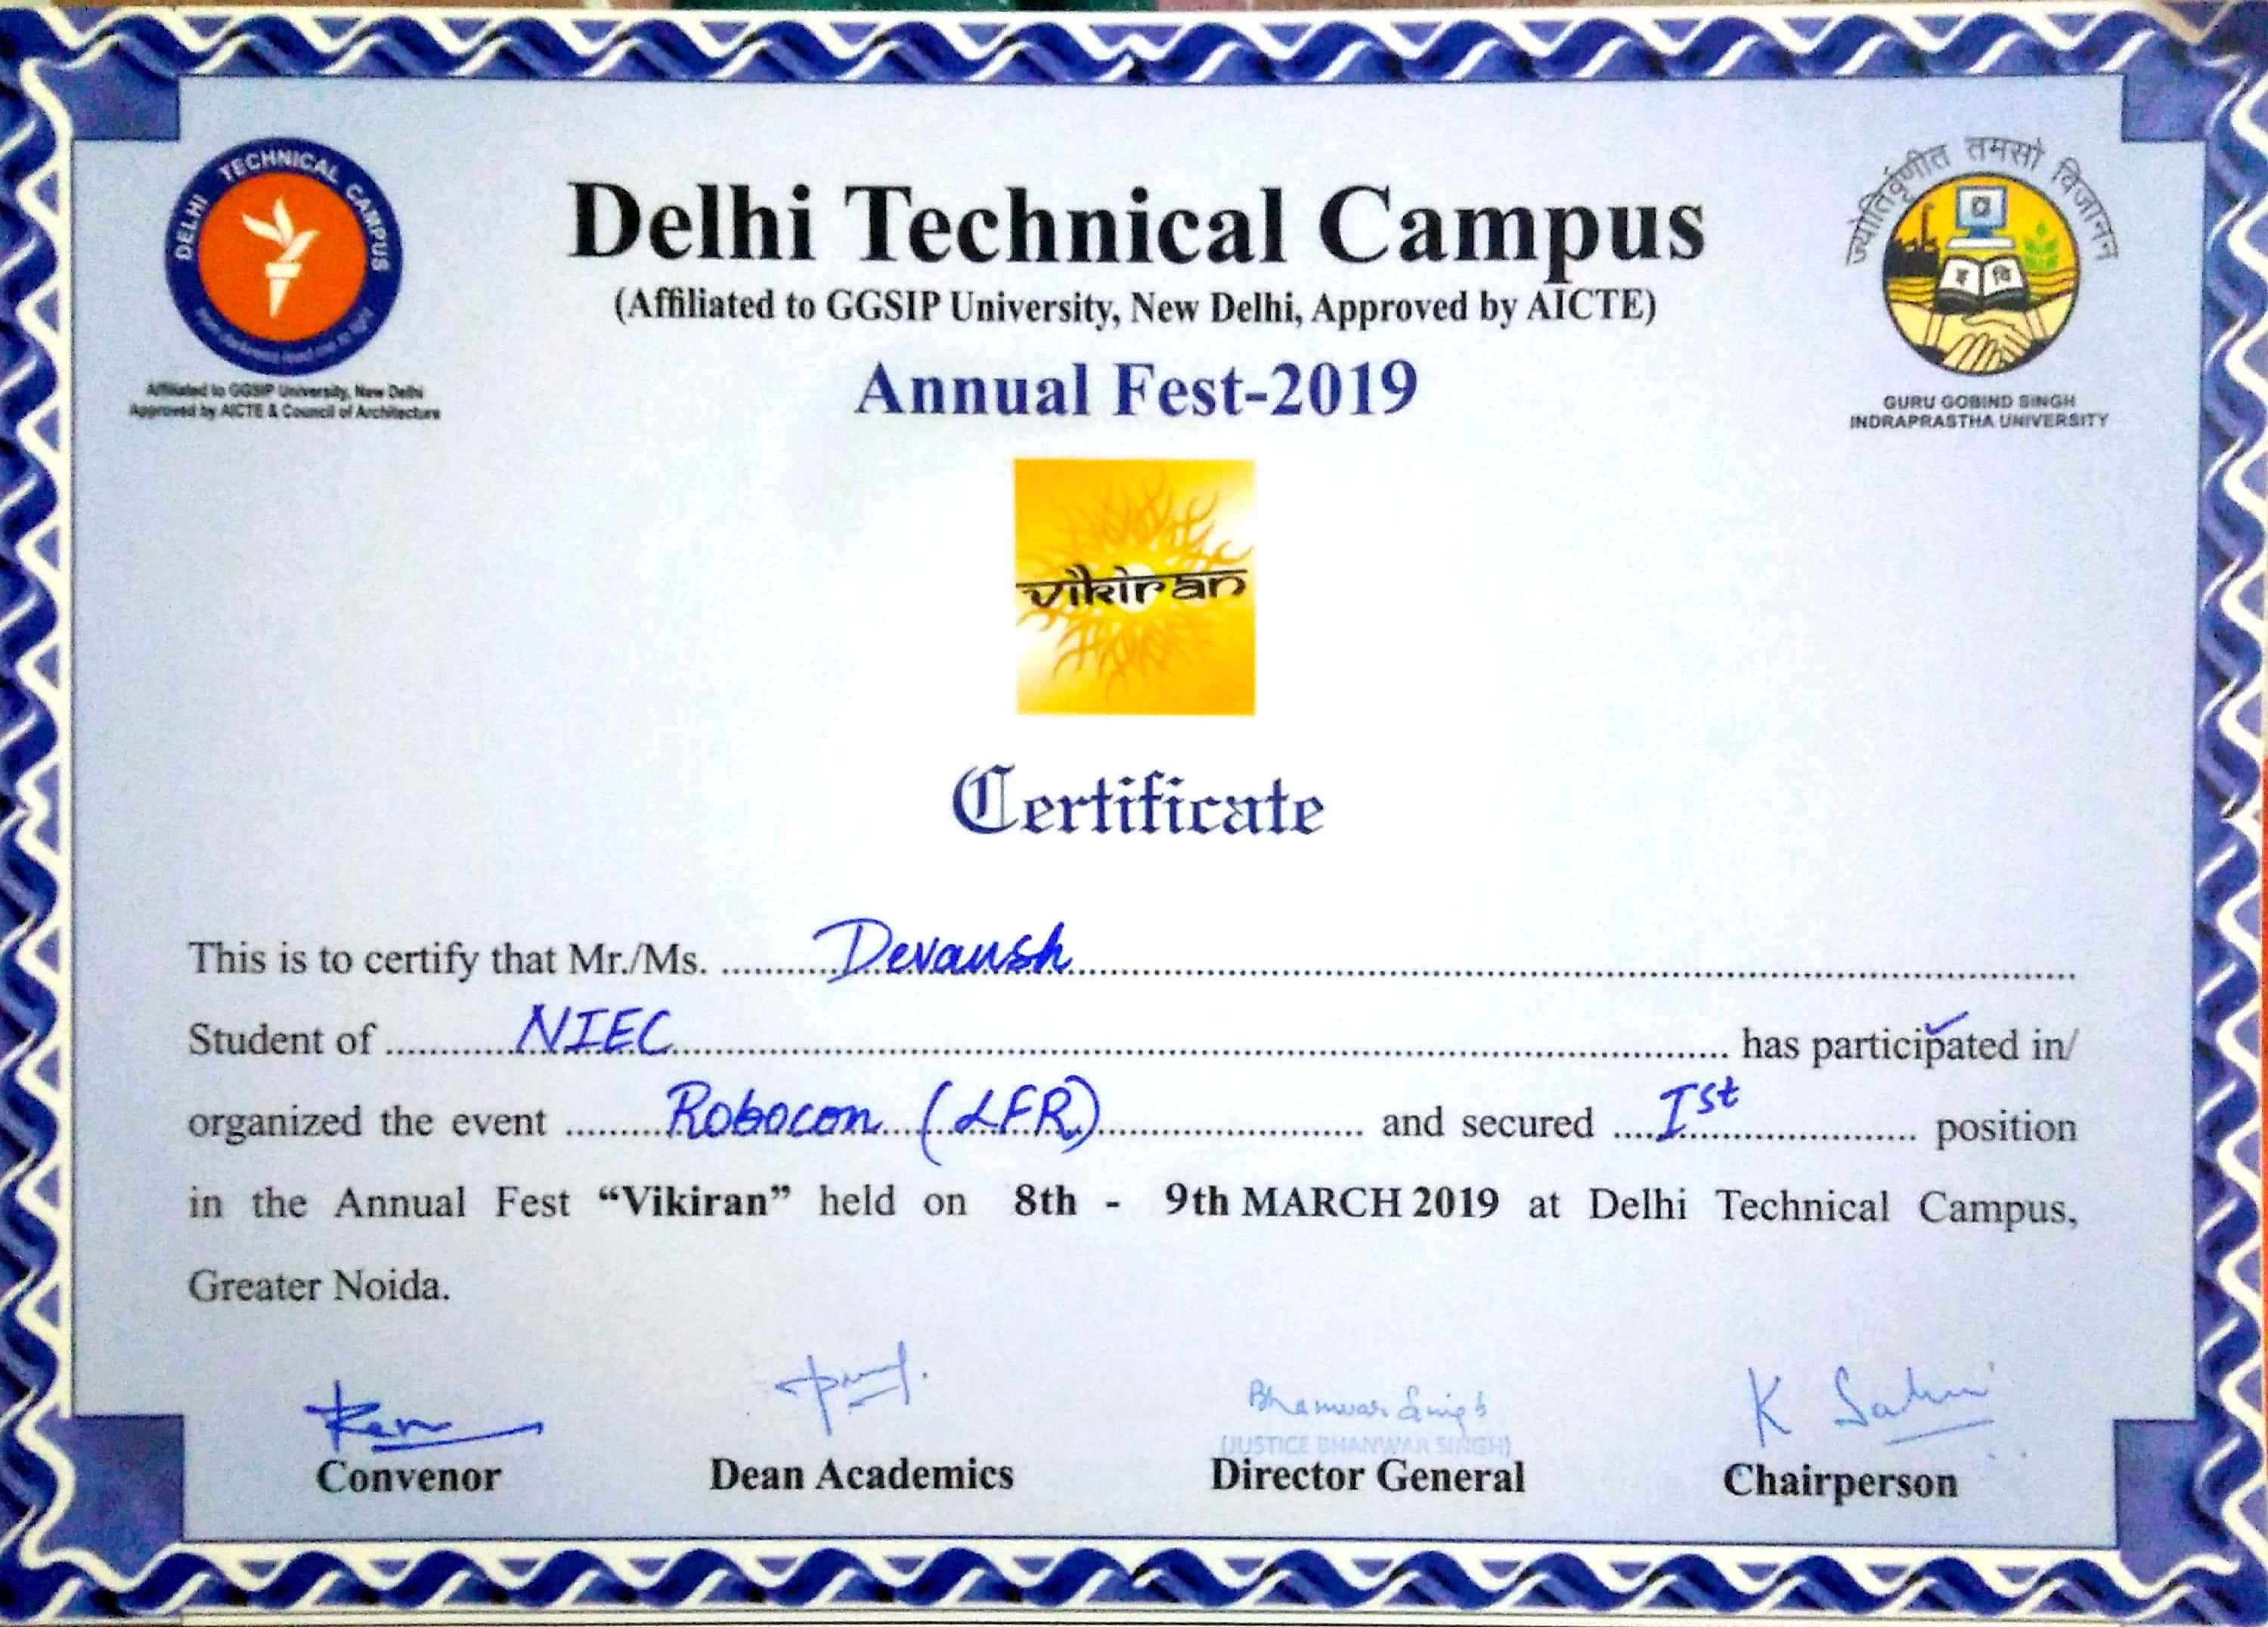 DELHI TECHNICAL CAMPUS
Affiliated to GGSIP University, New Delhi
Approved by AICTE & Council of Architecture
Delhi Technical Campus
(Affiliated to GGSIP University, New Delhi, Approved by AICTE)
Annual Fest-2019
ज्योतिर्वृणीत तमसो विजानन
इ वि
GURU GOBIND SINGH
INDRAPRASTHA UNIVERSITY
vikiran
Certificate
This is to certify that Mr./Ms. Devansh
Student of NIEC has participated in/
organized the event Robocon (LFR) and secured Ist position
in the Annual Fest “Vikiran” held on 8th - 9th MARCH 2019 at Delhi Technical Campus,
Greater Noida.
Bhanwar Singh
K Sahni
(JUSTICE BHANWAR SINGH)
Convenor Dean Academics Director General Chairperson